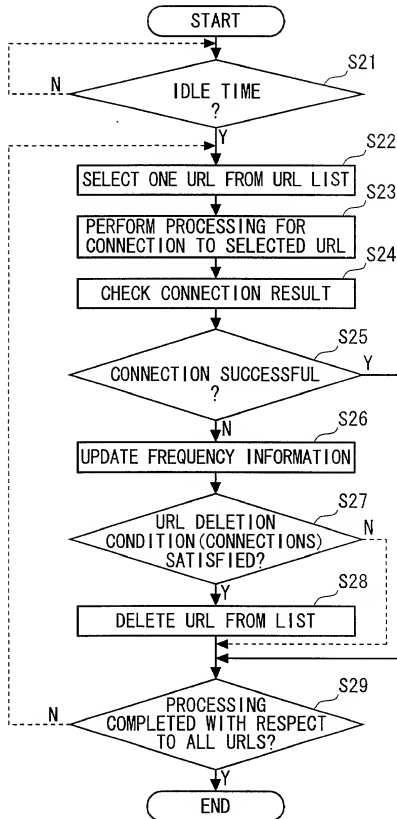 START
S21
N
IDLE TIME
?
Y
S22
SELECT ONE URL FROM URL LIST
S23
PERFORM PROCESSING FOR
CONNECTION TO SELECTED URL
S24
CHECK CONNECTION RESULT
S25
Y
CONNECTION SUCCESSFUL
?
N
S26
UPDATE FREQUENCY INFORMATION
S27
URL DELETION
N
CONDITION(CONNECTIONS)
SATISFIED?
Y
S28
DELETE URL FROM LIST
S29
PROCESSING
N
COMPLETED WITH RESPECT
TO ALL URLS?
Y
END